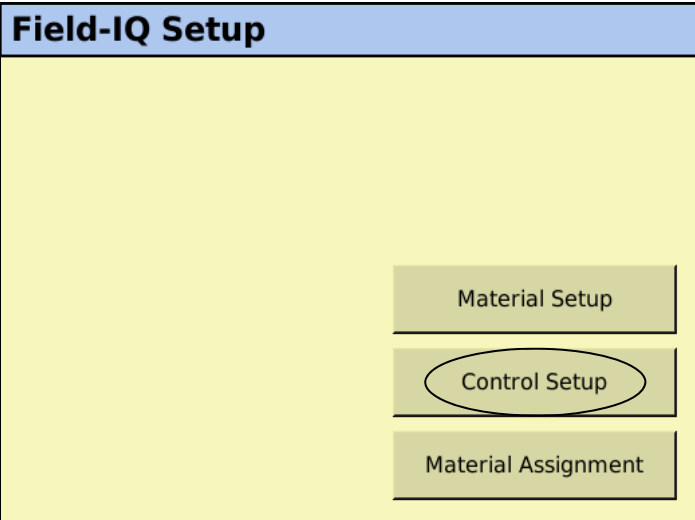 Field-IQ Setup
Material Setup
Control Setup
Material Assignment